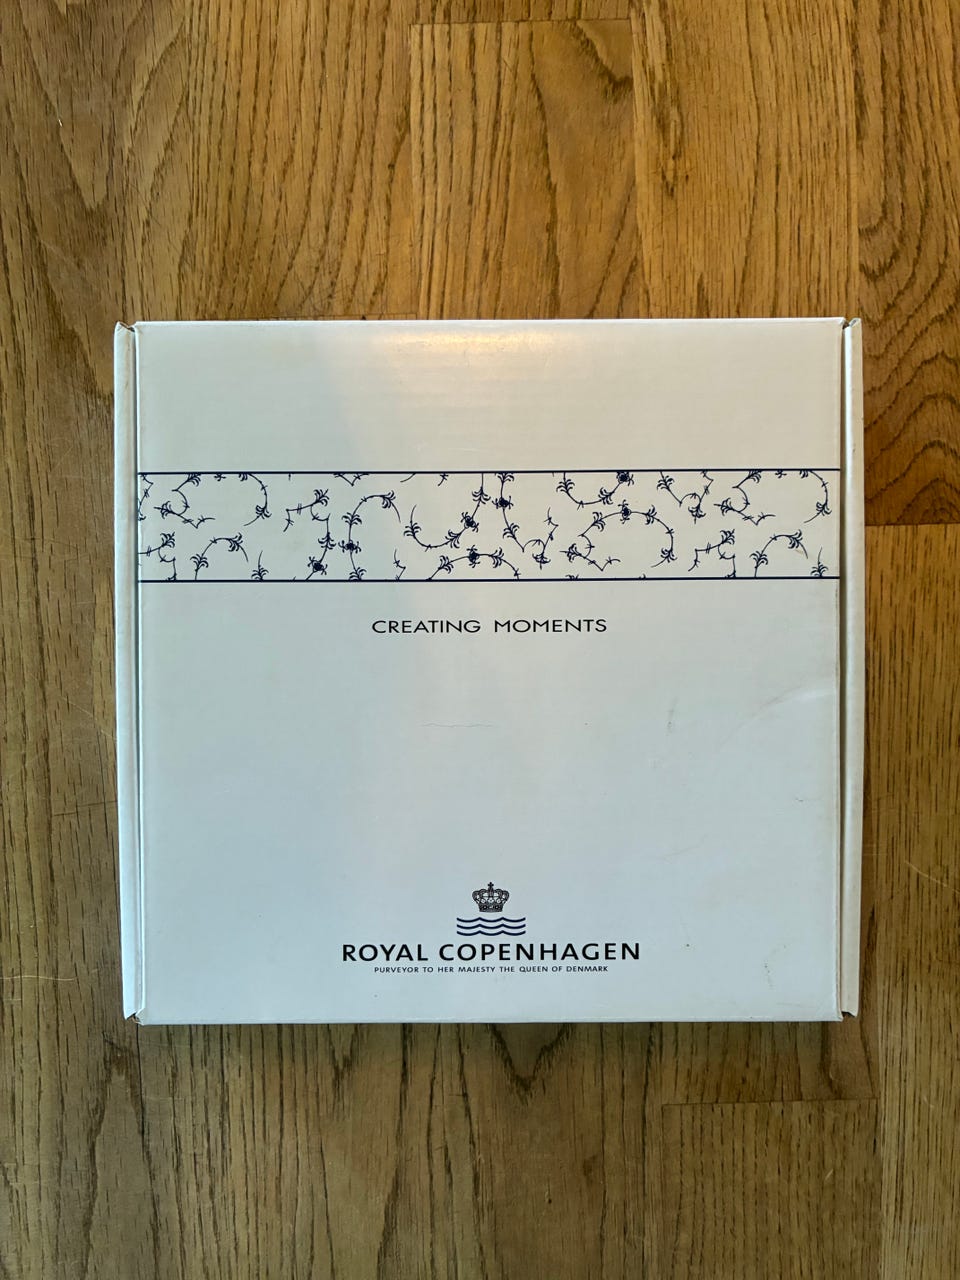 CREATING MOMENTS
ROYAL COPENHAGEN
PURVEYOR TO HER MAJESTY THE QUEEN OF DENMARK